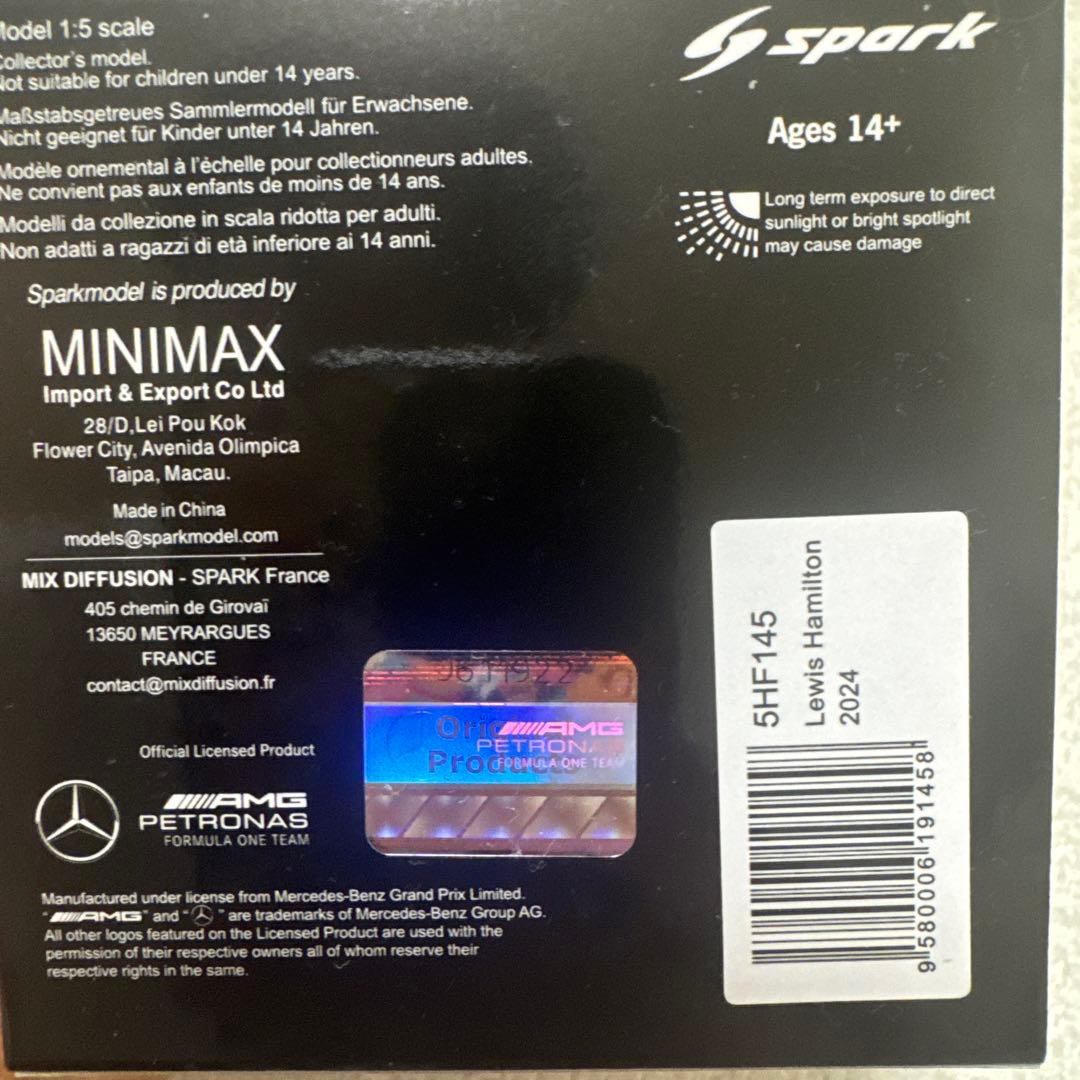 Model 1:5 scale
Collector's model.
Not suitable for children under 14 years.
Maßstabsgetreues Sammlermodell für Erwachsene.
Nicht geeignet für Kinder unter 14 Jahren.
Modèle ornemental à l'échelle pour collectionneurs adultes.
Ne convient pas aux enfants de moins de 14 ans.
Modelli da collezione in scala ridotta per adulti.
Non adatti a ragazzi di età inferiore ai 14 anni.
Sparkmodel is produced by
MINIMAX
Import & Export Co Ltd
28/D,Lei Pou Kok
Flower City, Avenida Olimpica
Taipa, Macau.
Made in China
models@sparkmodel.com
MIX DIFFUSION - SPARK France
405 chemin de Girovaï
13650 MEYRARGUES
FRANCE
contact@mixdiffusion.fr
Official Licensed Product
AMG
PETRONAS
FORMULA ONE TEAM
Manufactured under license from Mercedes-Benz Grand Prix Limited.
"AMG" and " " are trademarks of Mercedes-Benz Group AG.
All other logos featured on the Licensed Product are used with the
permission of their respective owners all of whom reserve their
respective rights in the same.
spark
Ages 14+
Long term exposure to direct
sunlight or bright spotlight
may cause damage
AMG
PETRONAS
FORMULA ONE TEAM
Products
5HF145
Lewis Hamilton
2024
9 580006 191458